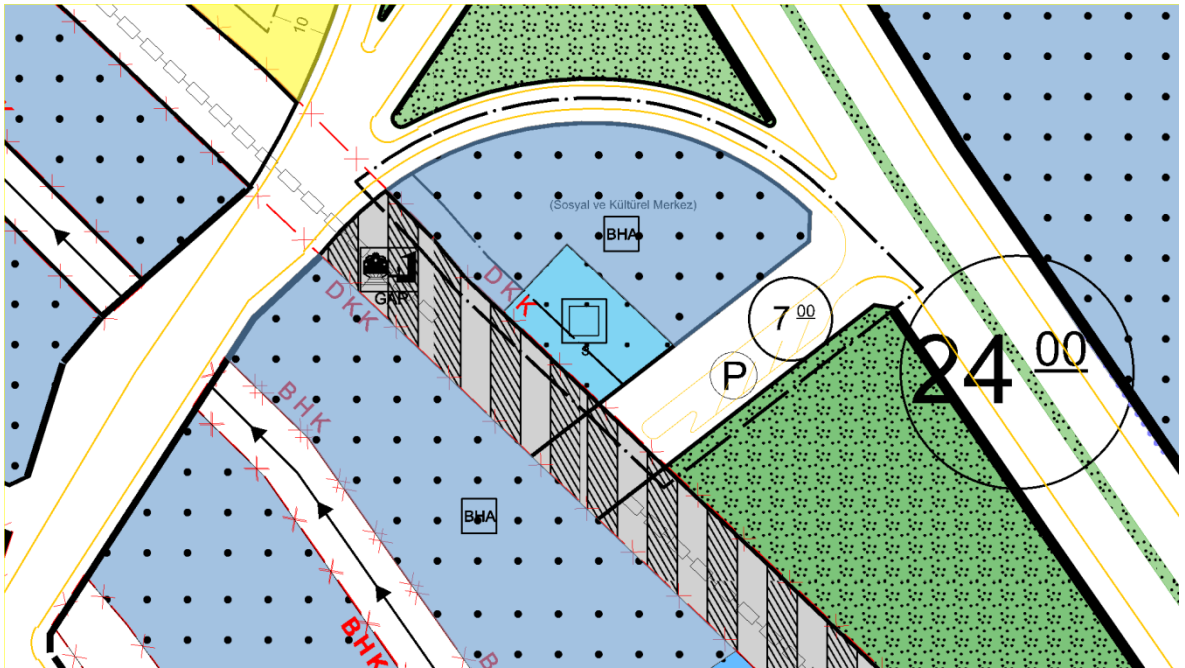 10
(Sosyal ve Kültürel Merkez)
BHA
DKK
GAP
DKK
S
7 00
24 00
P
BHK
BHA
BHK